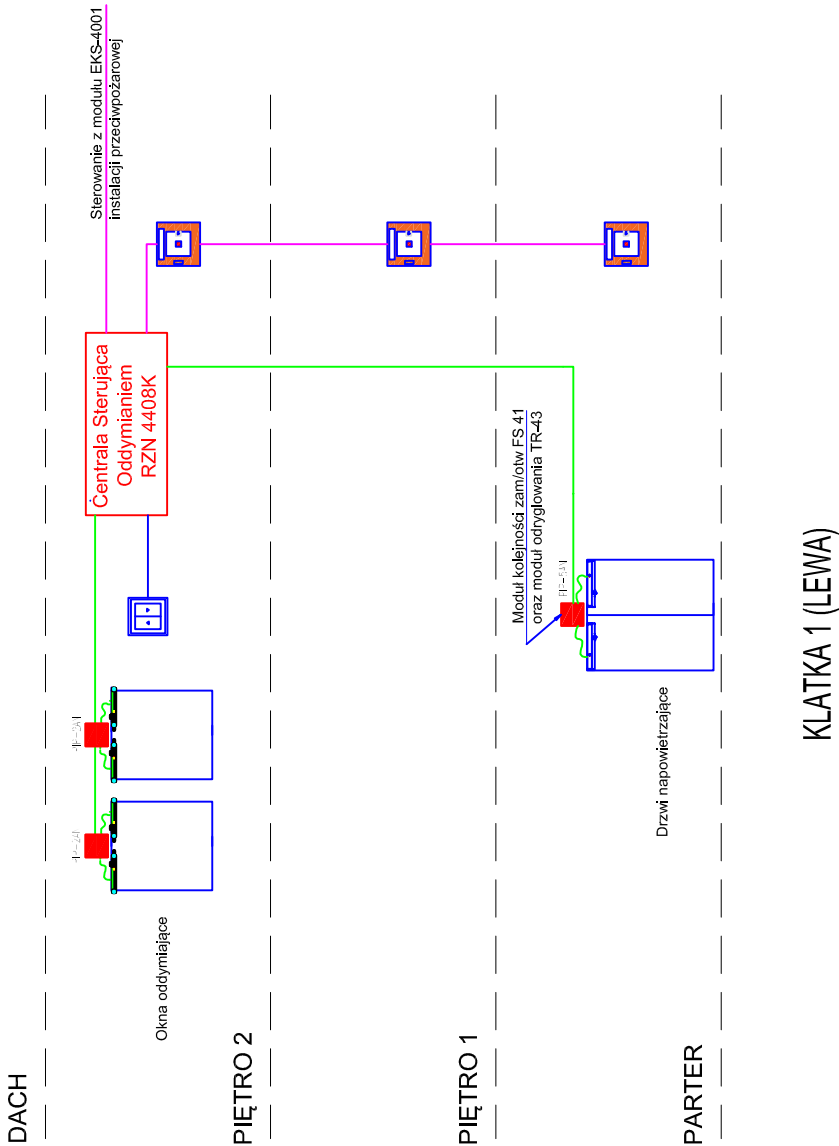 DACH
PIĘTRO 2
PIĘTRO 1
PARTER
Sterowanie z modułu EKS-4001
instalacji przeciwpożarowej
Centrala Sterująca
Oddymianiem
RZN 4408K
Moduł kolejności zam/otw FS 41
oraz moduł odryglowania TR-43
Okna oddymiające
Drzwi napowietrzające
KLATKA 1 (LEWA)